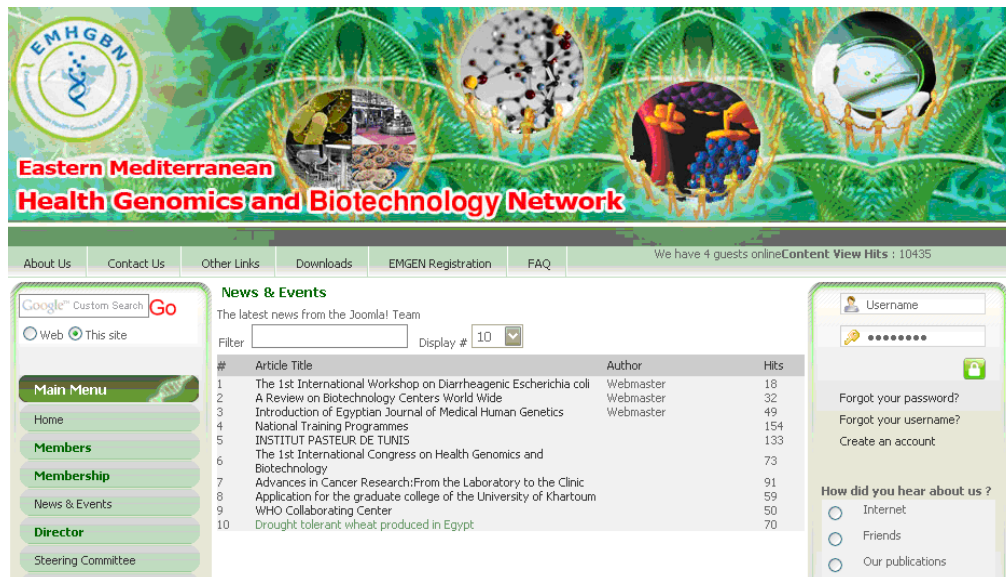 EMHGBN
Eastern Mediterranean
Health Genomics and Biotechnology Network
About Us
Contact Us
Other Links
Downloads
EMGEN Registration
FAQ
We have 4 guests onlineContent View Hits : 10435
Google™ Custom Search Go
Web This site
Main Menu
Home
Members
Membership
News & Events
Director
Steering Committee
News & Events
The latest news from the Joomla! Team
Filter Display # 10
# Article Title Author Hits
1 The 1st International Workshop on Diarrheagenic Escherichia coli Webmaster 18
2 A Review on Biotechnology Centers World Wide Webmaster 32
3 Introduction of Egyptian Journal of Medical Human Genetics Webmaster 49
4 National Training Programmes 154
5 INSTITUT PASTEUR DE TUNIS 133
6 The 1st International Congress on Health Genomics and
Biotechnology 73
7 Advances in Cancer Research:From the Laboratory to the Clinic 91
8 Application for the graduate college of the University of Khartoum 59
9 WHO Collaborating Center 50
10 Drought tolerant wheat produced in Egypt 70
Username
••••••••
Forgot your password?
Forgot your username?
Create an account
How did you hear about us ?
Internet
Friends
Our publications